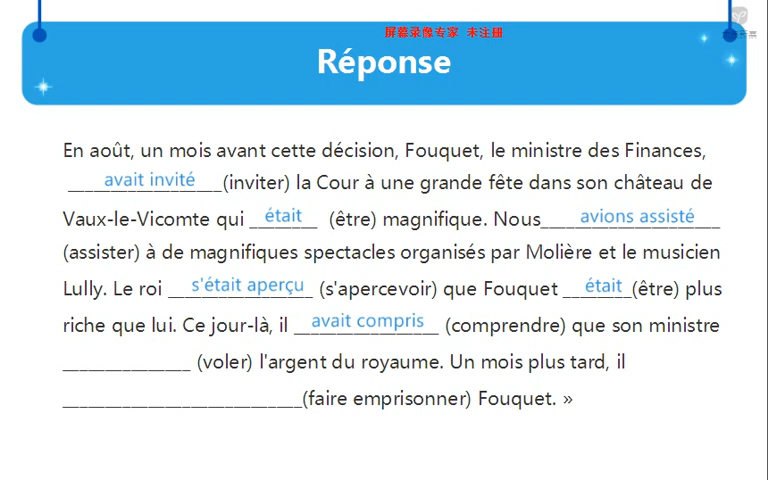 屏幕录像专家 未注册
Réponse
En août, un mois avant cette décision, Fouquet, le ministre des Finances,
avait invité (inviter) la Cour à une grande fête dans son château de
Vaux-le-Vicomte qui était (être) magnifique. Nous avions assisté
(assister) à de magnifiques spectacles organisés par Molière et le musicien
Lully. Le roi s'était aperçu (s'apercevoir) que Fouquet était (être) plus
riche que lui. Ce jour-là, il avait compris (comprendre) que son ministre
_______________ (voler) l'argent du royaume. Un mois plus tard, il
____________________________(faire emprisonner) Fouquet. »